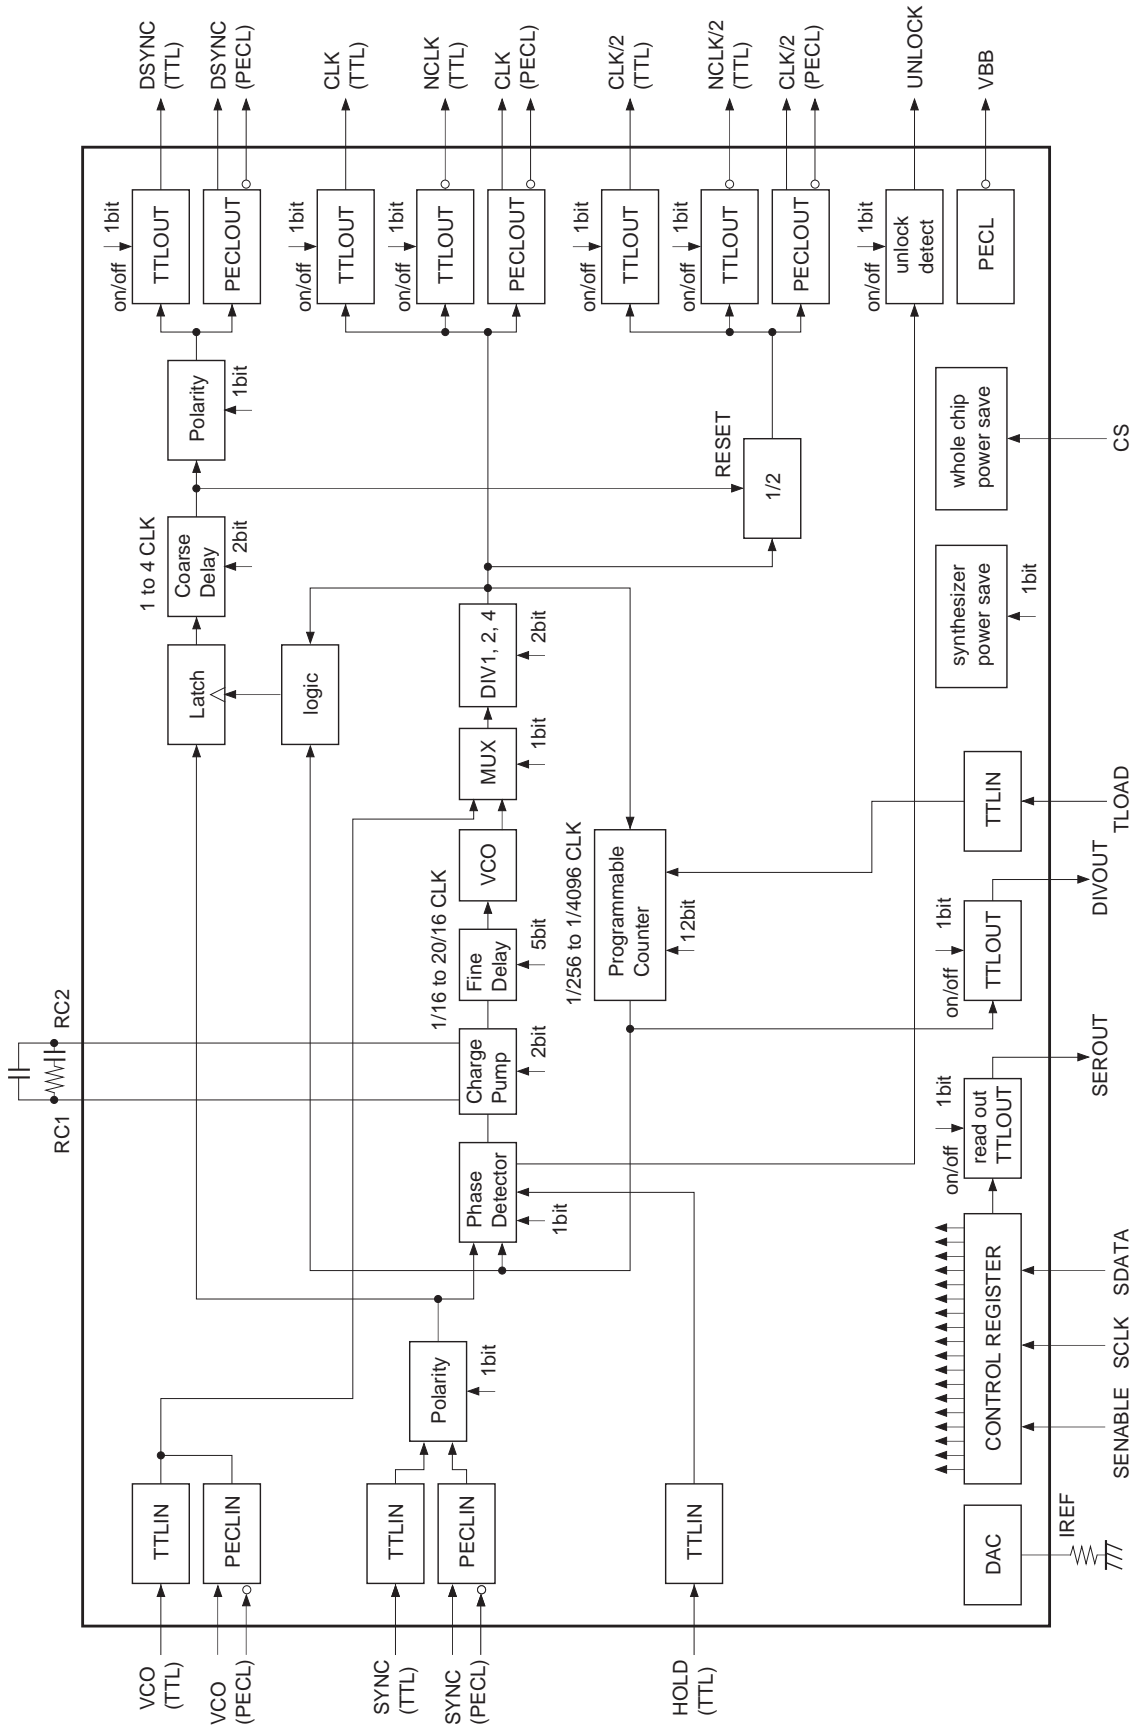 VCO
(TTL)
VCO
(PECL)
SYNC
(TTL)
SYNC
(PECL)
HOLD
(TTL)
TTLIN
PECLIN
TTLIN
PECLIN
TTLIN
Polarity
1bit
RC1
RC2
Phase
Detector
1bit
Charge
Pump
2bit
1/16 to 20/16 CLK
Fine
Delay
5bit
VCO
MUX
1bit
DIV1, 2, 4
2bit
Latch
logic
1 to 4 CLK
Coarse
Delay
2bit
Polarity
1bit
RESET
1/2
1/256 to 1/4096 CLK
Programmable
Counter
12bit
on/off
1bit
TTLOUT
PECLOUT
on/off
1bit
TTLOUT
on/off
1bit
TTLOUT
PECLOUT
on/off
1bit
TTLOUT
on/off
1bit
TTLOUT
PECLOUT
on/off
1bit
unlock
detect
PECL
DSYNC
(TTL)
DSYNC
(PECL)
CLK
(TTL)
NCLK
(TTL)
CLK
(PECL)
CLK/2
(TTL)
NCLK/2
(TTL)
CLK/2
(PECL)
UNLOCK
VBB
DAC
IREF
CONTROL REGISTER
SENABLE
SCLK
SDATA
on/off
1bit
read out
TTLOUT
SEROUT
on/off
1bit
TTLOUT
DIVOUT
TTLIN
TLOAD
synthesizer
power save
1bit
whole chip
power save
CS